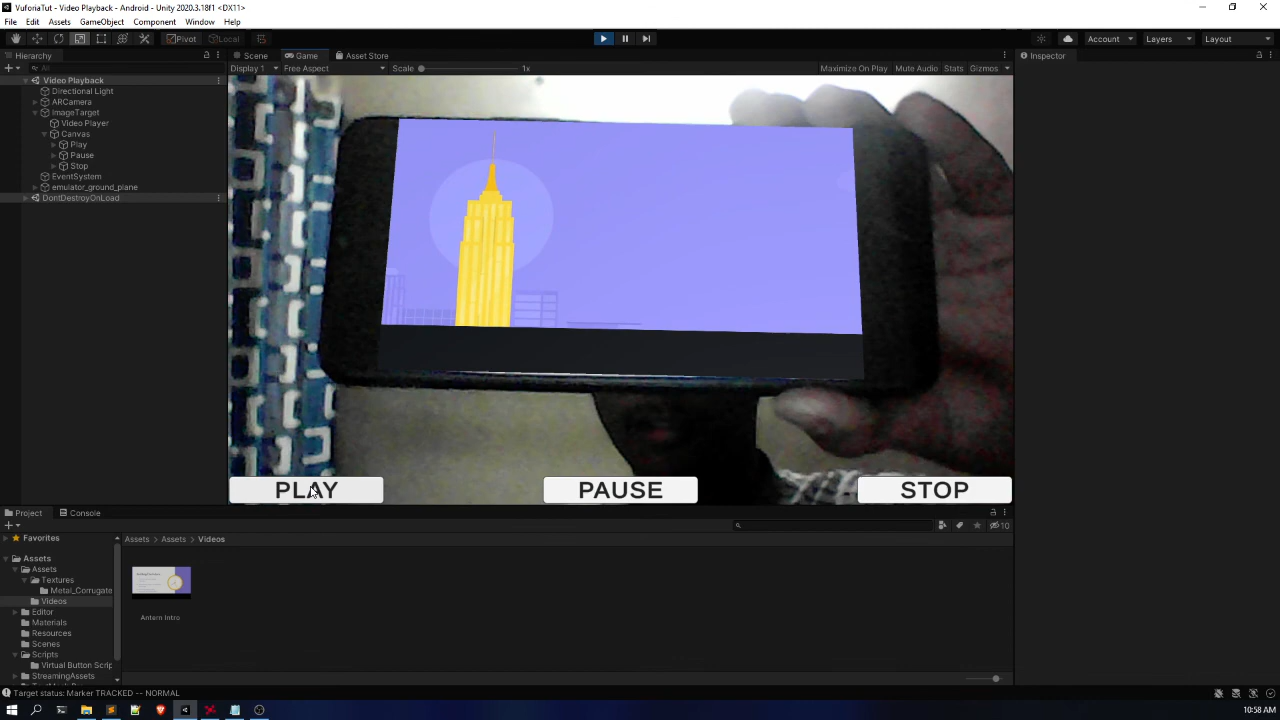 VuforiaTut - Video Playback - Android - Unity 2020.3.18f1 <DX11>
File Edit Assets GameObject Component Window Help
Pivot Local Account Layers Layout
Hierarchy Scene Game Asset Store Inspector
All
Display 1 Free Aspect Scale 1x Maximize On Play Mute Audio Stats Gizmos
Video Playback
Directional Light
ARCamera
ImageTarget
Video Player
Canvas
Play
Pause
Stop
EventSystem
emulator_ground_plane
DontDestroyOnLoad
PLAY PAUSE STOP
Project Console
10
Favorites
Assets > Assets > Videos
Assets
Assets
Textures
Metal_Corrugate
Videos
Editor
Materials
Resources
Scenes
Scripts
Virtual Button Scrip
StreamingAssets
Antern Intro
Target status: Marker TRACKED -- NORMAL
10:58 AM